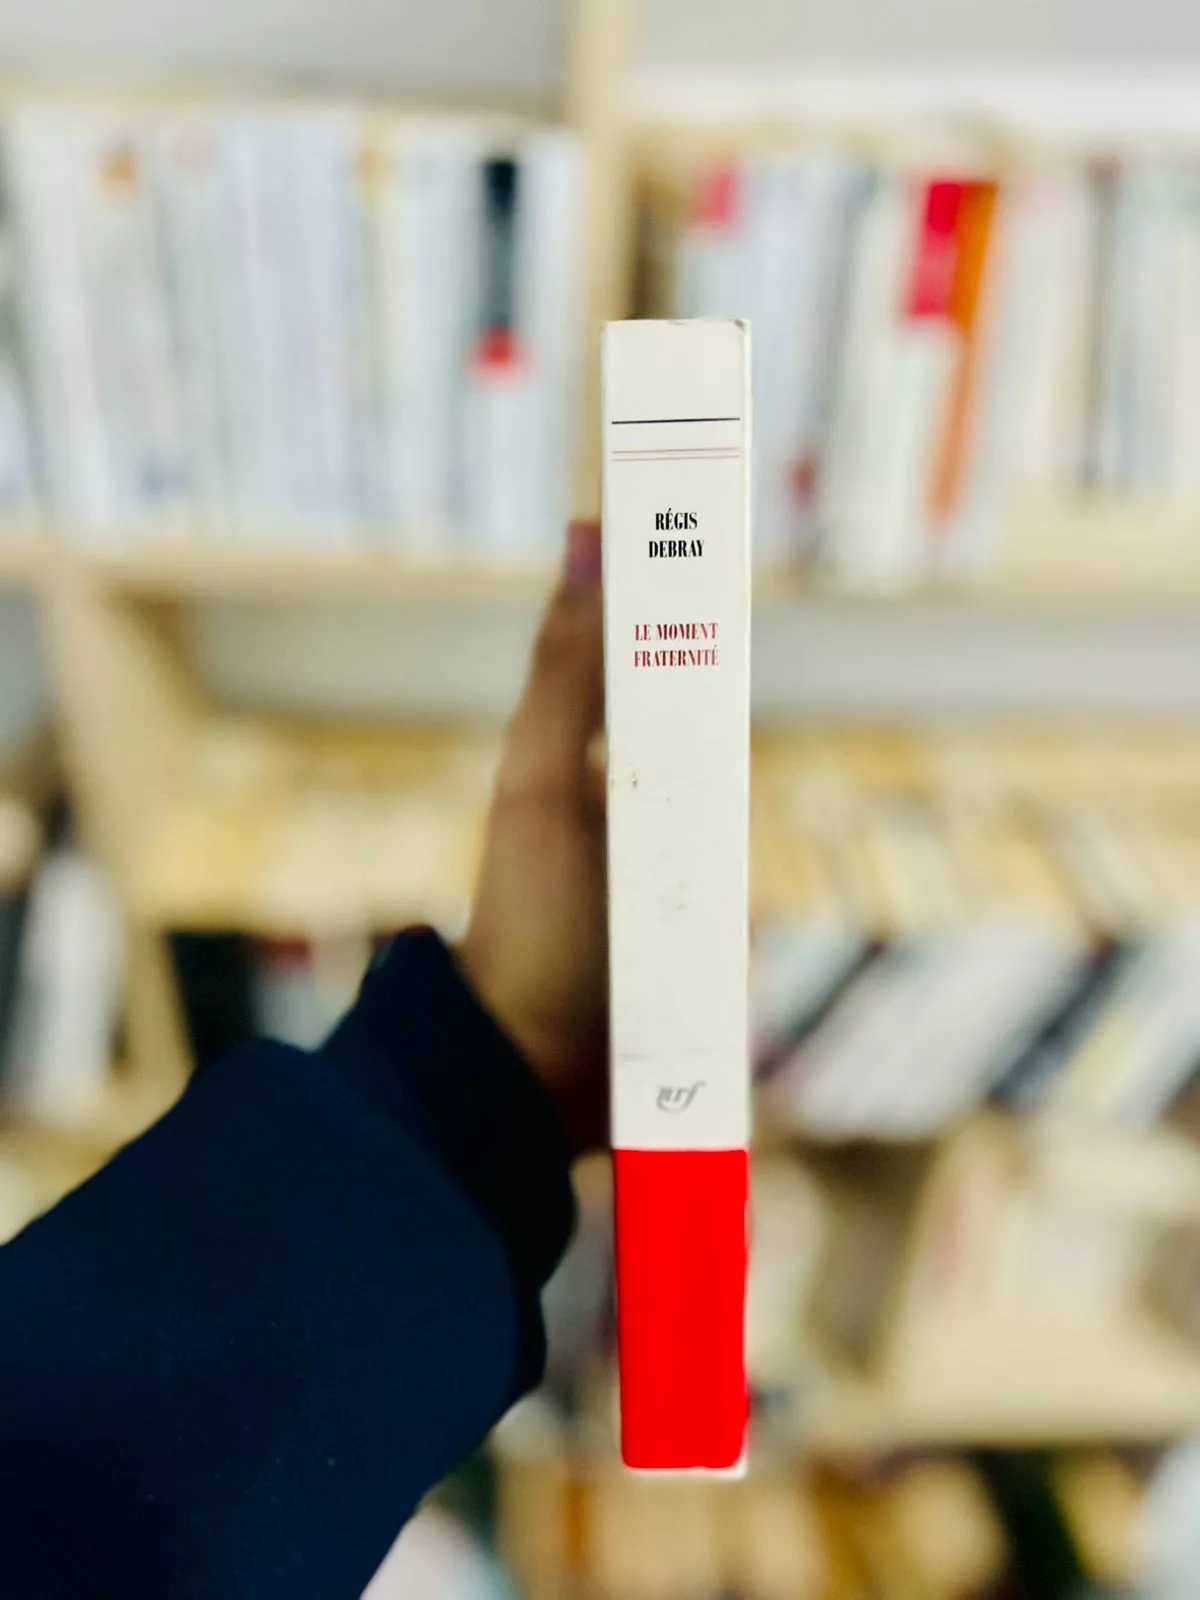 RÉGIS
DEBRAY
LE MOMENT
FRATERNITÉ
nrf